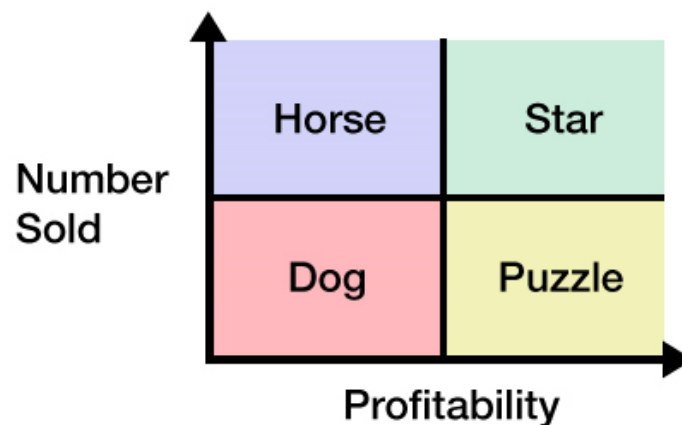 Horse
Star
Number
Sold
Dog
Puzzle
Profitability